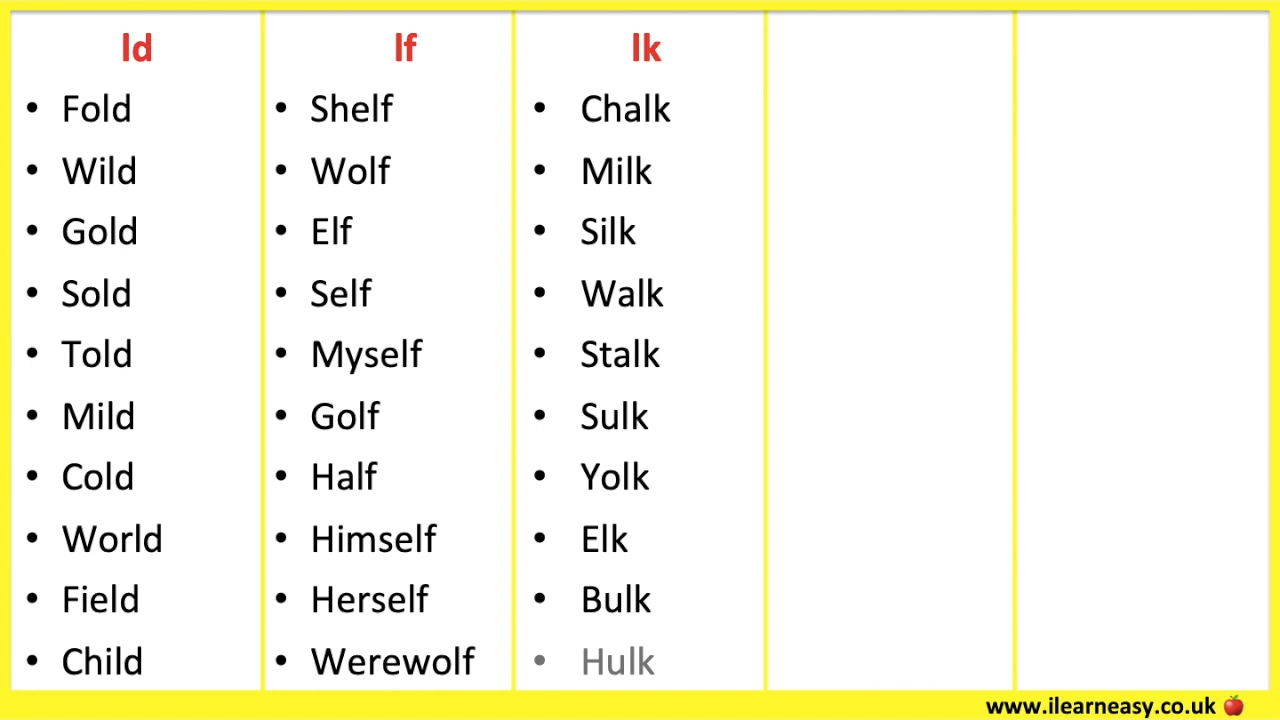 ld
• Fold
• Wild
• Gold
• Sold
• Told
• Mild
• Cold
• World
• Field
• Child
lf
• Shelf
• Wolf
• Elf
• Self
• Myself
• Golf
• Half
• Himself
• Herself
• Werewolf
lk
• Chalk
• Milk
• Silk
• Walk
• Stalk
• Sulk
• Yolk
• Elk
• Bulk
• Hulk
www.ilearneasy.co.uk